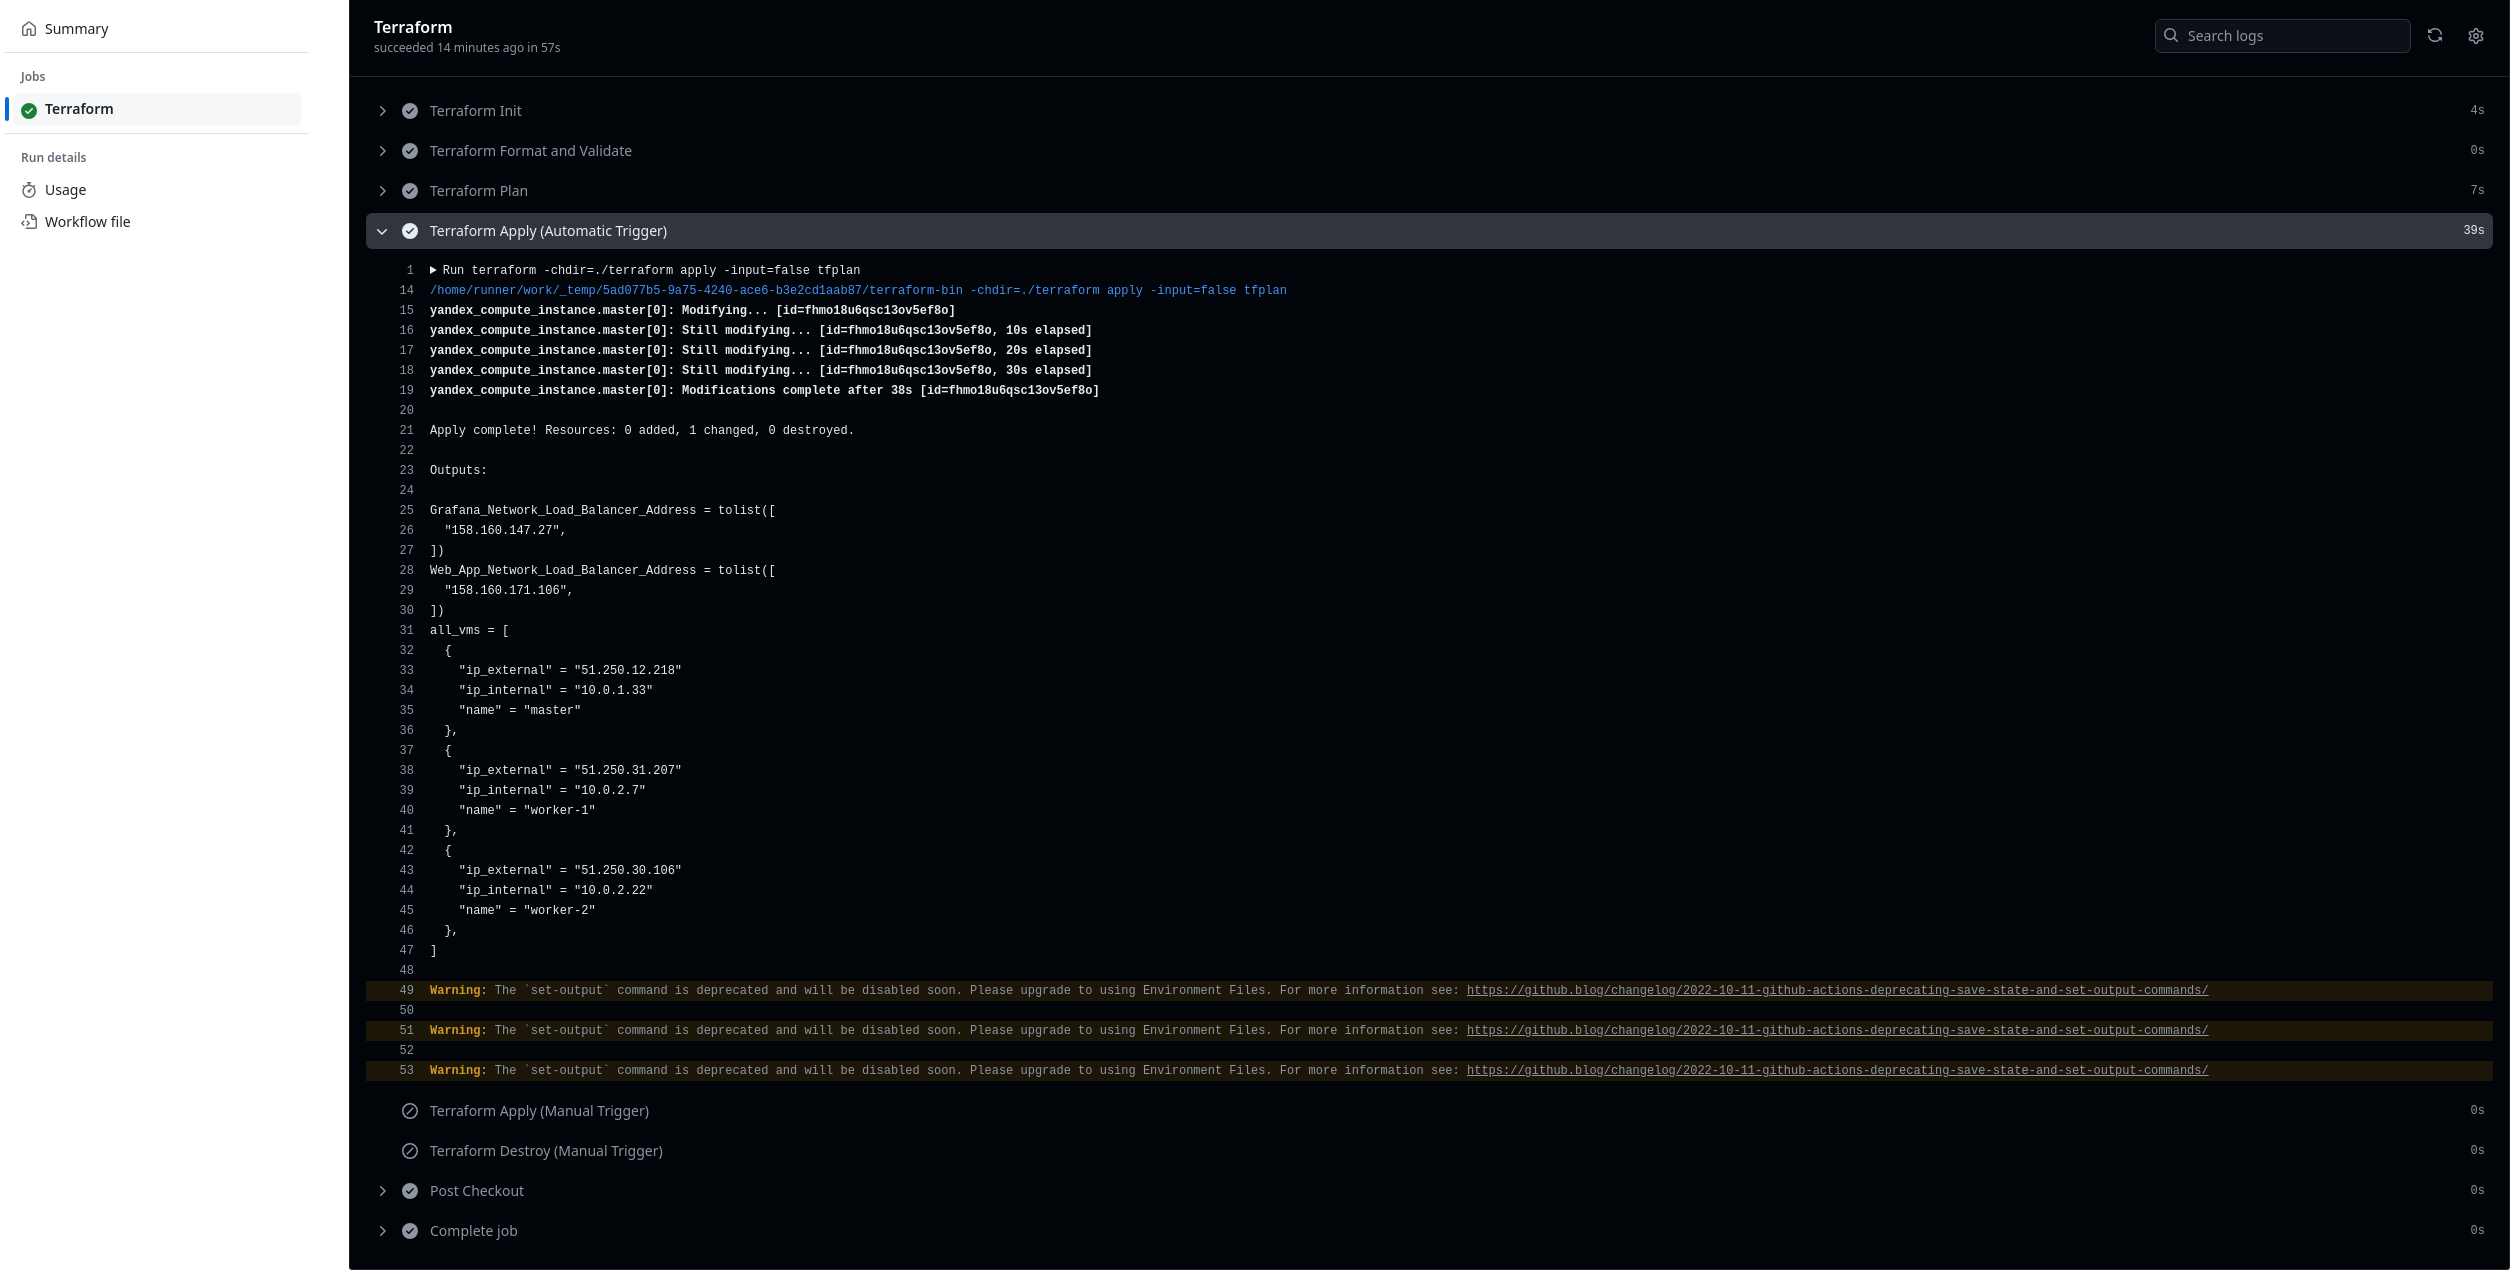 Summary
Jobs
Terraform
Run details
Usage
Workflow file
Terraform
succeeded 14 minutes ago in 57s
Search logs
Terraform Init 4s
Terraform Format and Validate 0s
Terraform Plan 7s
Terraform Apply (Automatic Trigger) 39s
1 Run terraform -chdir=./terraform apply -input=false tfplan
14 /home/runner/work/_temp/5ad077b5-9a75-4240-ace6-b3e2cd1aab87/terraform-bin -chdir=./terraform apply -input=false tfplan
15 yandex_compute_instance.master[0]: Modifying... [id=fhmo18u6qsc13ov5ef8o]
16 yandex_compute_instance.master[0]: Still modifying... [id=fhmo18u6qsc13ov5ef8o, 10s elapsed]
17 yandex_compute_instance.master[0]: Still modifying... [id=fhmo18u6qsc13ov5ef8o, 20s elapsed]
18 yandex_compute_instance.master[0]: Still modifying... [id=fhmo18u6qsc13ov5ef8o, 30s elapsed]
19 yandex_compute_instance.master[0]: Modifications complete after 38s [id=fhmo18u6qsc13ov5ef8o]
20
21 Apply complete! Resources: 0 added, 1 changed, 0 destroyed.
22
23 Outputs:
24
25 Grafana_Network_Load_Balancer_Address = tolist([
26   "158.160.147.27",
27 ])
28 Web_App_Network_Load_Balancer_Address = tolist([
29   "158.160.171.106",
30 ])
31 all_vms = [
32   {
33     "ip_external" = "51.250.12.218"
34     "ip_internal" = "10.0.1.33"
35     "name" = "master"
36   },
37   {
38     "ip_external" = "51.250.31.207"
39     "ip_internal" = "10.0.2.7"
40     "name" = "worker-1"
41   },
42   {
43     "ip_external" = "51.250.30.106"
44     "ip_internal" = "10.0.2.22"
45     "name" = "worker-2"
46   },
47 ]
48
49 Warning: The `set-output` command is deprecated and will be disabled soon. Please upgrade to using Environment Files. For more information see: https://github.blog/changelog/2022-10-11-github-actions-deprecating-save-state-and-set-output-commands/
50
51 Warning: The `set-output` command is deprecated and will be disabled soon. Please upgrade to using Environment Files. For more information see: https://github.blog/changelog/2022-10-11-github-actions-deprecating-save-state-and-set-output-commands/
52
53 Warning: The `set-output` command is deprecated and will be disabled soon. Please upgrade to using Environment Files. For more information see: https://github.blog/changelog/2022-10-11-github-actions-deprecating-save-state-and-set-output-commands/
Terraform Apply (Manual Trigger) 0s
Terraform Destroy (Manual Trigger) 0s
Post Checkout 0s
Complete job 0s